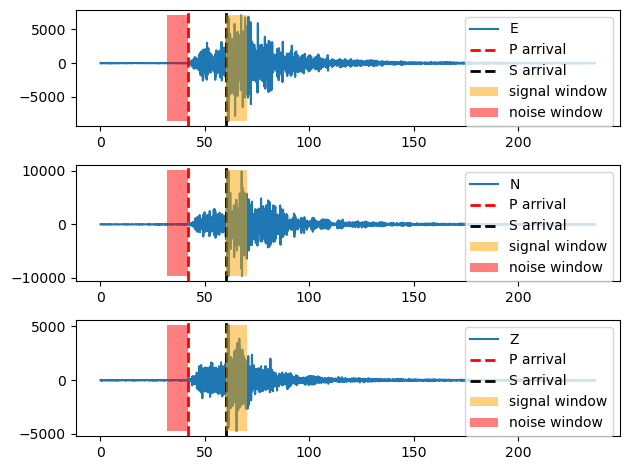 5000
0
−5000
E
P arrival
S arrival
signal window
noise window
0 50 100 150 200
10000
0
−10000
N
P arrival
S arrival
signal window
noise window
0 50 100 150 200
5000
0
−5000
Z
P arrival
S arrival
signal window
noise window
0 50 100 150 200